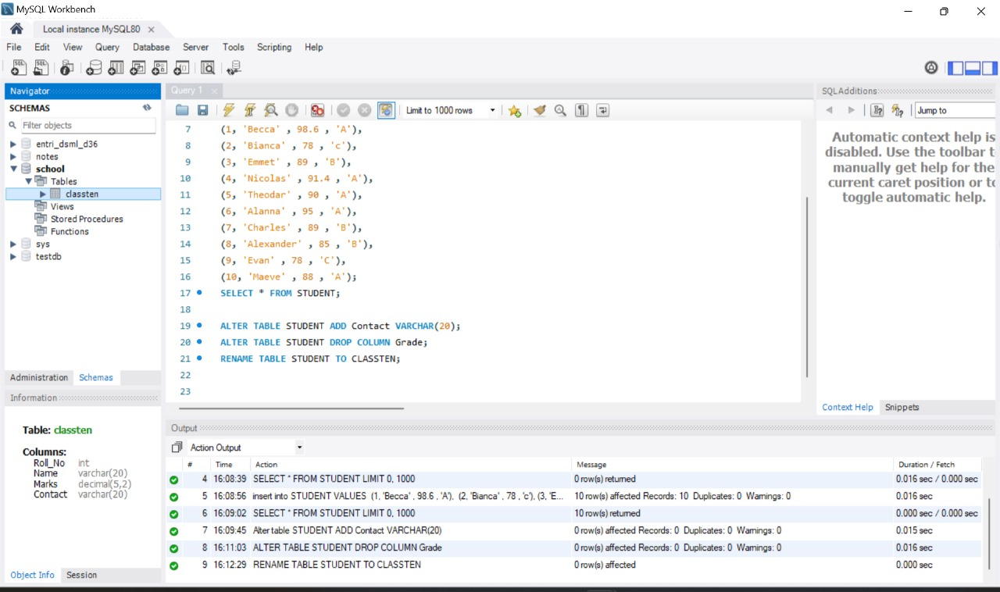 MySQL Workbench
Local instance MySQL80
File Edit View Query Database Server Tools Scripting Help
Navigator
SCHEMAS
Filter objects
entri_dsml_d36
notes
school
Tables
classten
Views
Stored Procedures
Functions
sys
testdb
Administration Schemas
Information
Table: classten
Columns:
Roll_No int
Name varchar(20)
Marks decimal(5,2)
Contact varchar(20)
Object Info Session
Query 1
Limit to 1000 rows
7 (1, 'Becca' , 98.6 , 'A'),
8 (2, 'Bianca' , 78 , 'c'),
9 (3, 'Emmet' , 89 , 'B'),
10 (4, 'Nicolas' , 91.4 , 'A'),
11 (5, 'Theodar' , 90 , 'A'),
12 (6, 'Alanna' , 95 , 'A'),
13 (7, 'Charles' , 89 , 'B'),
14 (8, 'Alexander' , 85 , 'B'),
15 (9, 'Evan' , 78 , 'C'),
16 (10, 'Maeve' , 88 , 'A');
17 SELECT * FROM STUDENT;
18
19 ALTER TABLE STUDENT ADD Contact VARCHAR(20);
20 ALTER TABLE STUDENT DROP COLUMN Grade;
21 RENAME TABLE STUDENT TO CLASSTEN;
22
23
SQLAdditions
Jump to
Automatic context help is
disabled. Use the toolbar t
manually get help for the
current caret position or to
toggle automatic help.
Context Help Snippets
Output
Action Output
# Time Action Message Duration / Fetch
4 16:08:39 SELECT * FROM STUDENT LIMIT 0, 1000 0 row(s) returned 0.016 sec / 0.000 sec
5 16:08:56 insert into STUDENT VALUES (1, 'Becca' , 98.6 , 'A'), (2, 'Bianca' , 78 , 'c'), (3, 'E... 10 row(s) affected Records: 10 Duplicates: 0 Warnings: 0 0.016 sec
6 16:09:02 SELECT * FROM STUDENT LIMIT 0, 1000 10 row(s) returned 0.000 sec / 0.000 sec
7 16:09:45 Alter table STUDENT ADD Contact VARCHAR(20) 0 row(s) affected Records: 0 Duplicates: 0 Warnings: 0 0.015 sec
8 16:11:03 ALTER TABLE STUDENT DROP COLUMN Grade 0 row(s) affected Records: 0 Duplicates: 0 Warnings: 0 0.016 sec
9 16:12:29 RENAME TABLE STUDENT TO CLASSTEN 0 row(s) affected 0.000 sec